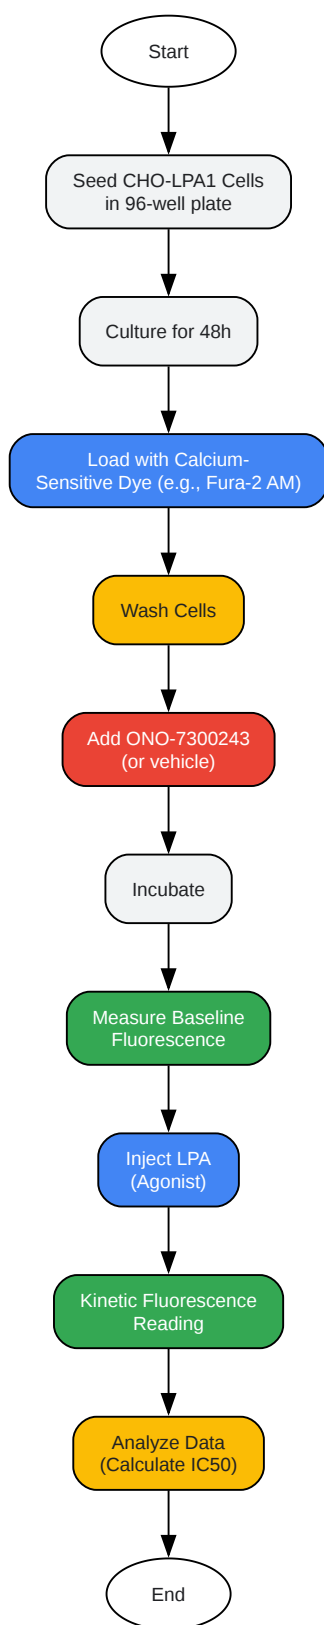 Start
Seed CHO-LPA1 Cells
in 96-well plate
Culture for 48h
Load with Calcium-
Sensitive Dye (e.g., Fura-2 AM)
Wash Cells
Add ONO-7300243
(or vehicle)
Incubate
Measure Baseline
Fluorescence
Inject LPA
(Agonist)
Kinetic Fluorescence
Reading
Analyze Data
(Calculate IC50)
End